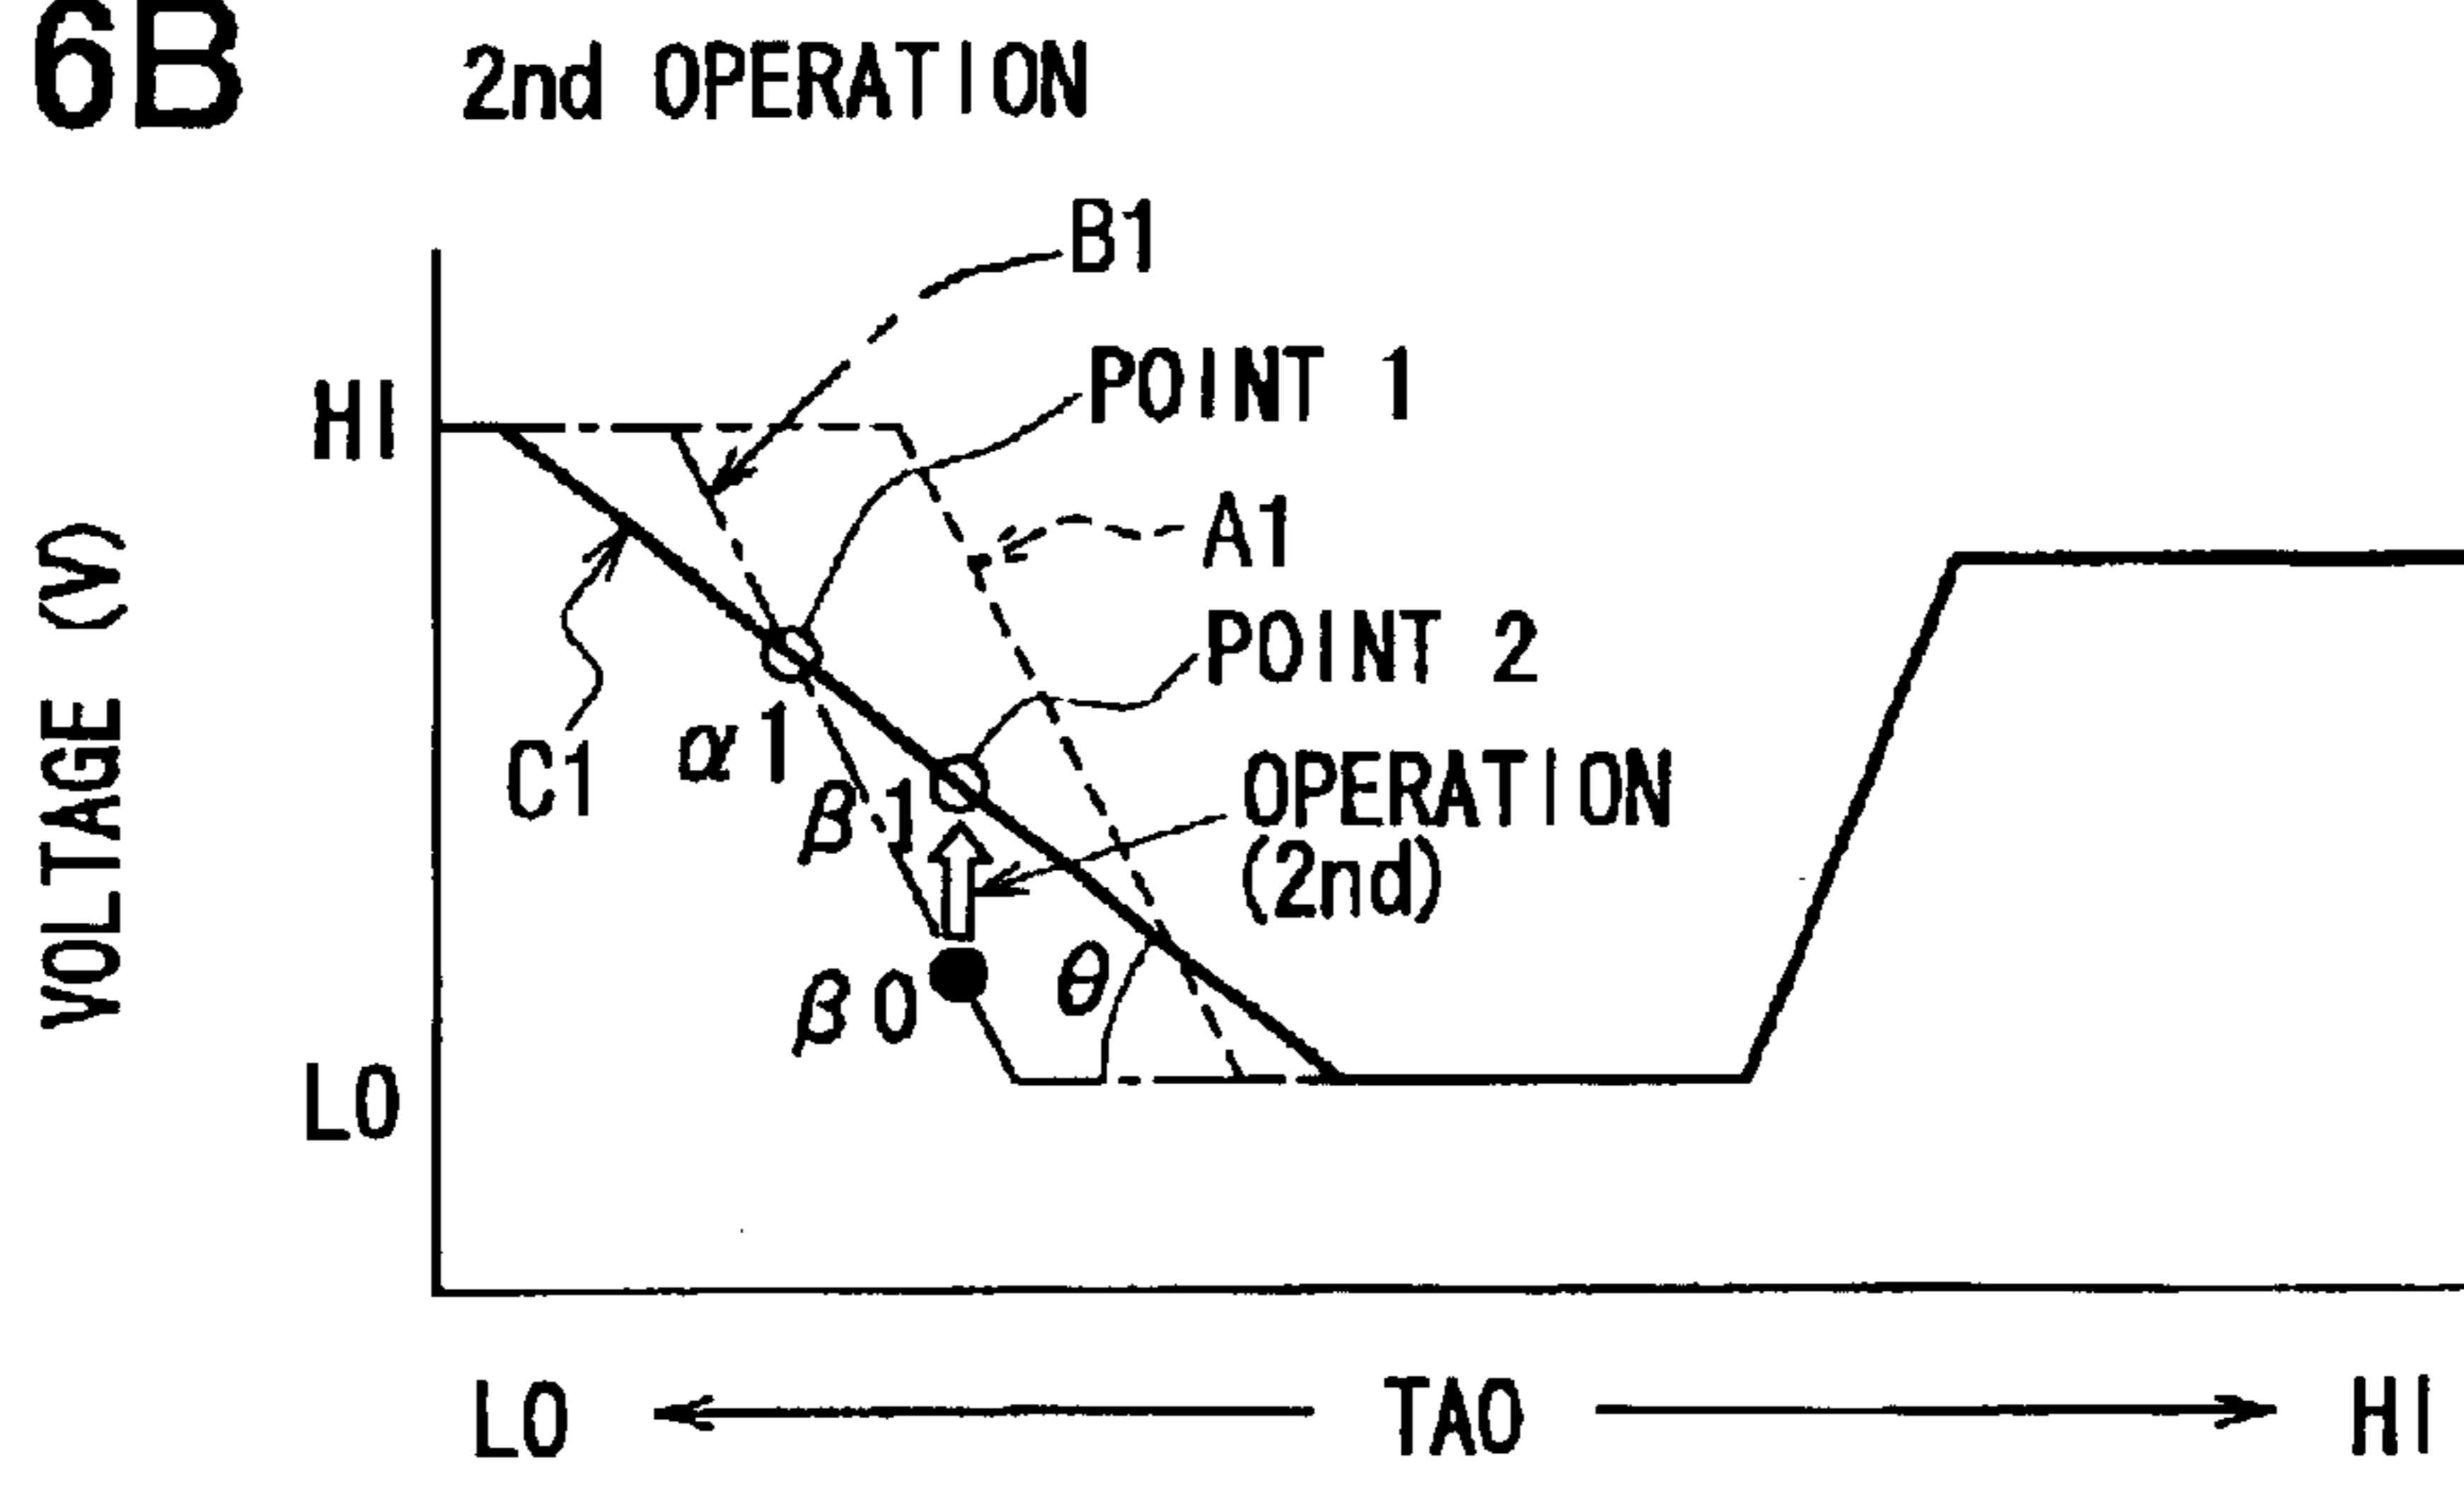 6B
2nd OPERATION
B1
POINT 1
HI
A1
POINT 2
VOLTAGE (V)
C1
α1
β1
OPERATION
(2nd)
β0
θ
LO
LO
TAO
HI